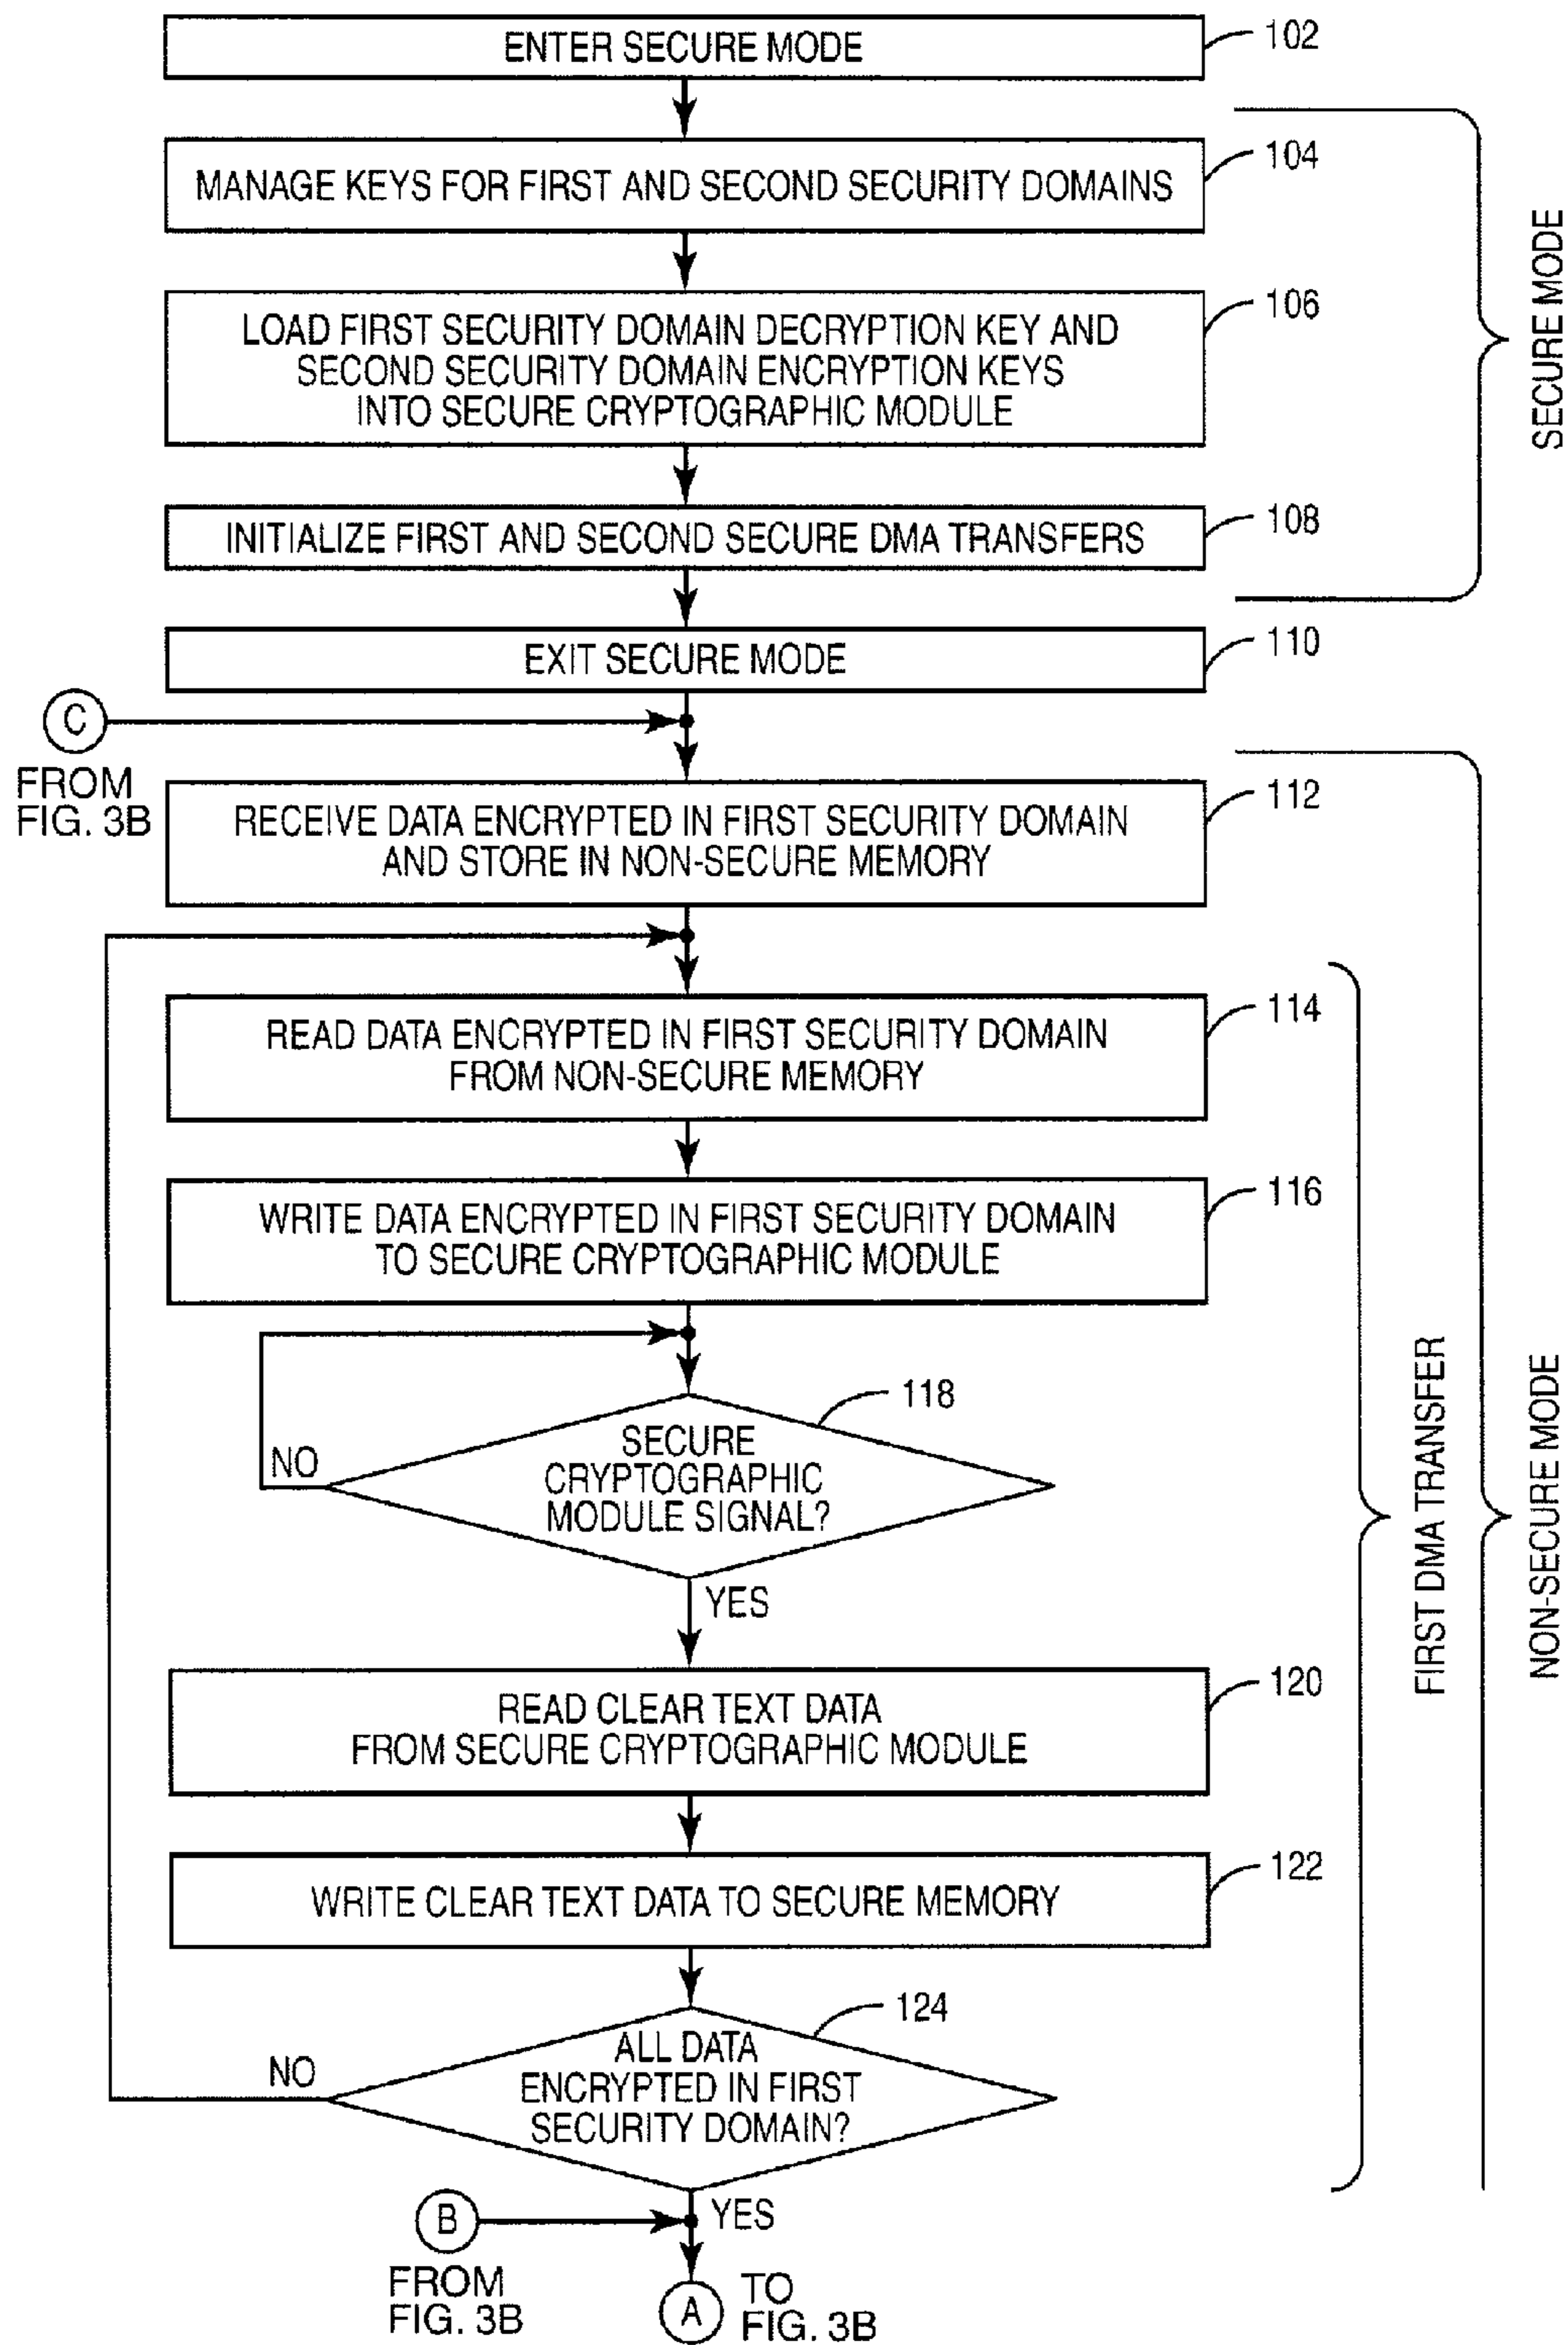 ENTER SECURE MODE
102
MANAGE KEYS FOR FIRST AND SECOND SECURITY DOMAINS
104
LOAD FIRST SECURITY DOMAIN DECRYPTION KEY AND
SECOND SECURITY DOMAIN ENCRYPTION KEYS
INTO SECURE CRYPTOGRAPHIC MODULE
106
INITIALIZE FIRST AND SECOND SECURE DMA TRANSFERS
108
SECURE MODE
EXIT SECURE MODE
110
C
FROM
FIG. 3B
RECEIVE DATA ENCRYPTED IN FIRST SECURITY DOMAIN
AND STORE IN NON-SECURE MEMORY
112
READ DATA ENCRYPTED IN FIRST SECURITY DOMAIN
FROM NON-SECURE MEMORY
114
WRITE DATA ENCRYPTED IN FIRST SECURITY DOMAIN
TO SECURE CRYPTOGRAPHIC MODULE
116
SECURE
CRYPTOGRAPHIC
MODULE SIGNAL?
118
NO
YES
READ CLEAR TEXT DATA
FROM SECURE CRYPTOGRAPHIC MODULE
120
WRITE CLEAR TEXT DATA TO SECURE MEMORY
122
ALL DATA
ENCRYPTED IN FIRST
SECURITY DOMAIN?
124
NO
YES
FIRST DMA TRANSFER
NON-SECURE MODE
B
FROM
FIG. 3B
A
TO
FIG. 3B